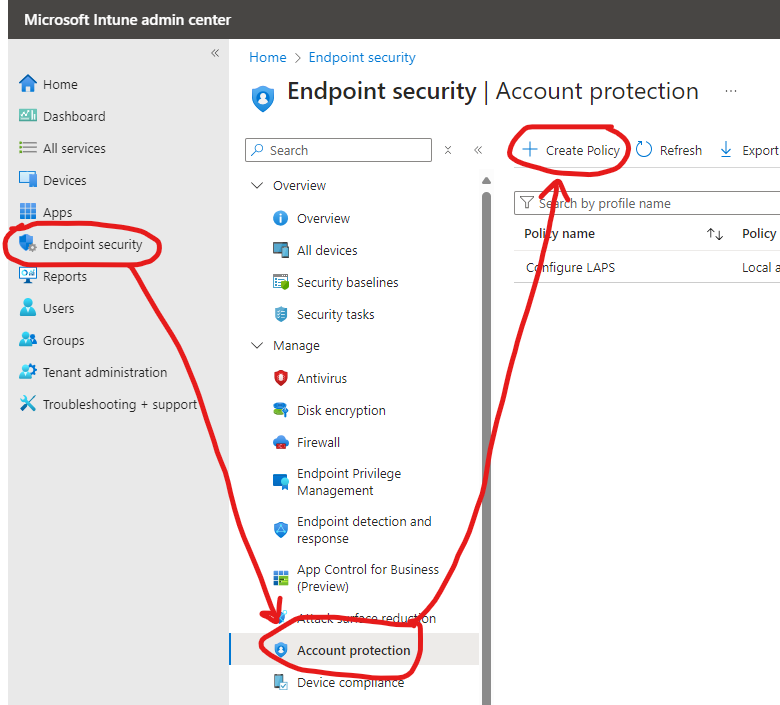 Microsoft Intune admin center
«
Home
Dashboard
All services
Devices
Apps
Endpoint security
Reports
Users
Groups
Tenant administration
Troubleshooting + support
Home > Endpoint security
Endpoint security | Account protection ...
Search
«
Overview
Overview
All devices
Security baselines
Security tasks
Manage
Antivirus
Disk encryption
Firewall
Endpoint Privilege
Management
Endpoint detection and
response
App Control for Business
(Preview)
Attack surface reduction
Account protection
Device compliance
+ Create Policy Refresh Export
Search by profile name
Policy name ↑↓ Policy
Configure LAPS Local a